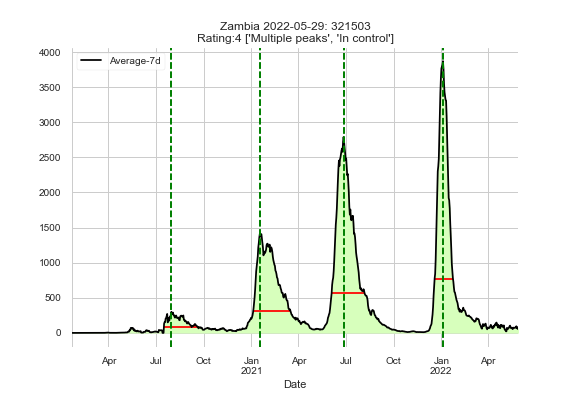 Zambia 2022-05-29: 321503
Rating:4 ['Multiple peaks', 'In control']
Average-7d
4000
3500
3000
2500
2000
1500
1000
500
0
Apr Jul Oct Jan Apr Jul Oct Jan Apr
2021 2022
Date